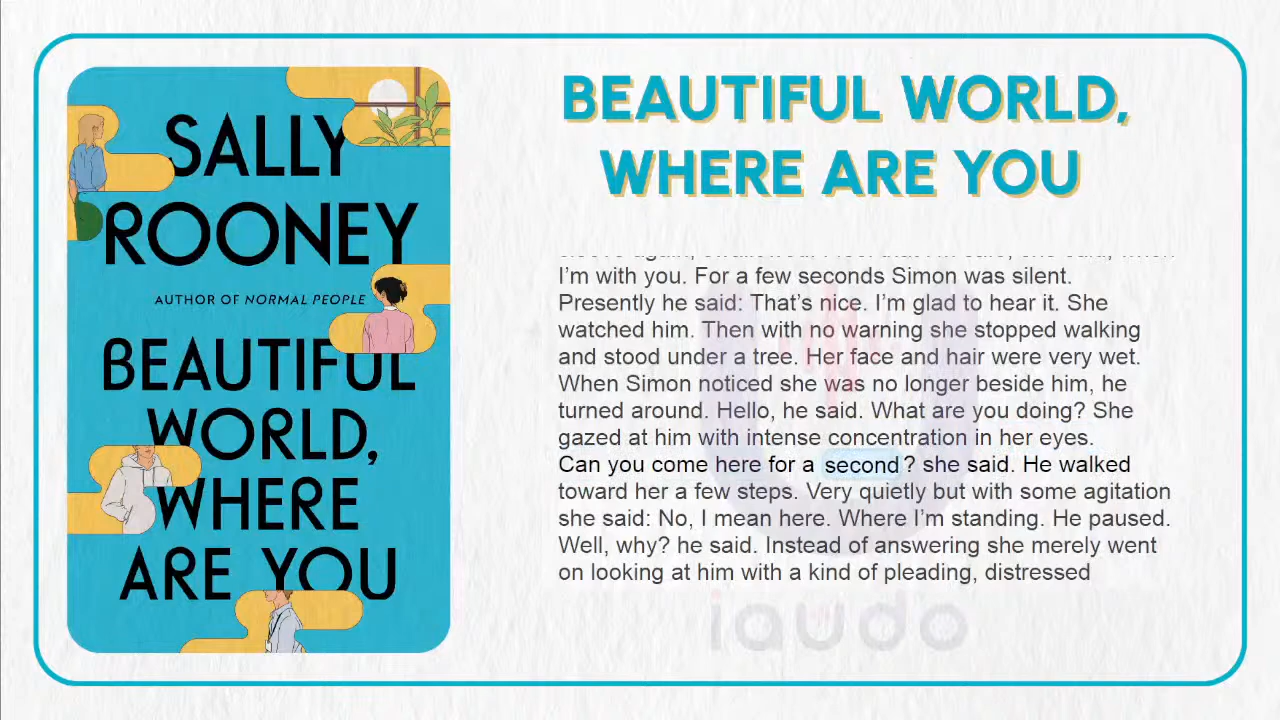 SALLY
ROONEY
AUTHOR OF NORMAL PEOPLE
BEAUTIFUL
WORLD,
WHERE
ARE YOU
BEAUTIFUL WORLD,
WHERE ARE YOU
I'm with you. For a few seconds Simon was silent.
Presently he said: That's nice. I'm glad to hear it. She
watched him. Then with no warning she stopped walking
and stood under a tree. Her face and hair were very wet.
When Simon noticed she was no longer beside him, he
turned around. Hello, he said. What are you doing? She
gazed at him with intense concentration in her eyes.
Can you come here for a second? she said. He walked
toward her a few steps. Very quietly but with some agitation
she said: No, I mean here. Where I'm standing. He paused.
Well, why? he said. Instead of answering she merely went
on looking at him with a kind of pleading, distressed
iaudo